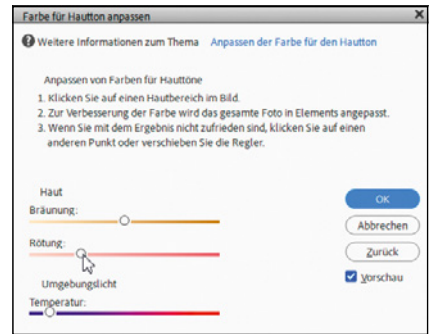 Farbe für Hautton anpassen X
? Weitere Informationen zum Thema Anpassen der Farbe für den Hautton
Anpassen von Farben für Hauttöne
1. Klicken Sie auf einen Hautbereich im Bild.
2. Zur Verbesserung der Farbe wird das gesamte Foto in Elements angepasst.
3. Wenn Sie mit dem Ergebnis nicht zufrieden sind, klicken Sie auf einen
anderen Punkt oder verschieben Sie die Regler.
Haut
Bräunung:
Rötung:
Umgebungslicht
Temperatur:
OK
Abbrechen
Zurück
Vorschau